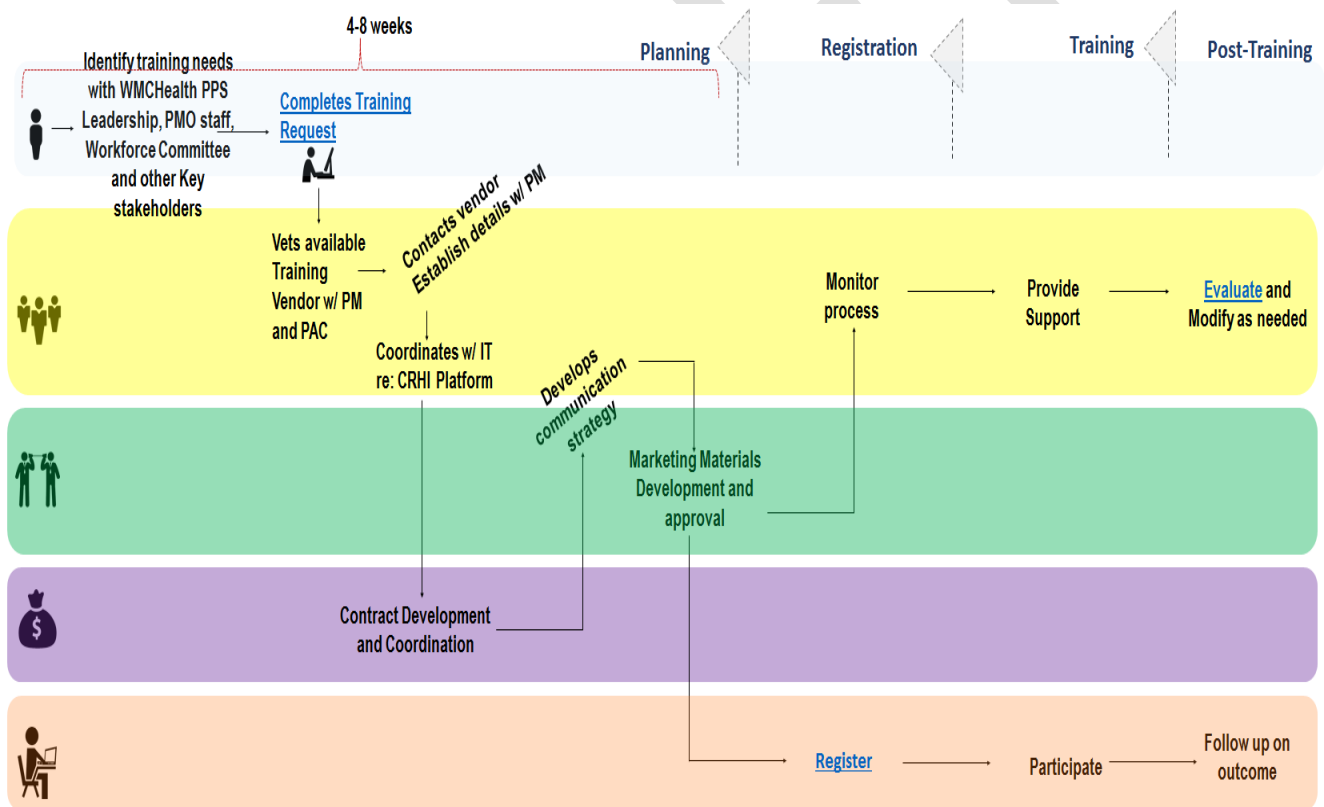 4-8 weeks
Planning
Registration
Training
Post-Training
Identify training needs
with WMCHealth PPS
Leadership, PMO staff,
Workforce Committee
and other Key
stakeholders
Completes Training
Request
Vets available
Training
Vendor w/ PM
and PAC
Contacts vendor
Establish details w/ PM
Coordinates w/ IT
re: CRHI Platform
Monitor
process
Provide
Support
Evaluate and
Modify as needed
Develops
communication
strategy
Marketing Materials
Development and
approval
$
Contract Development
and Coordination
Register
Participate
Follow up on
outcome